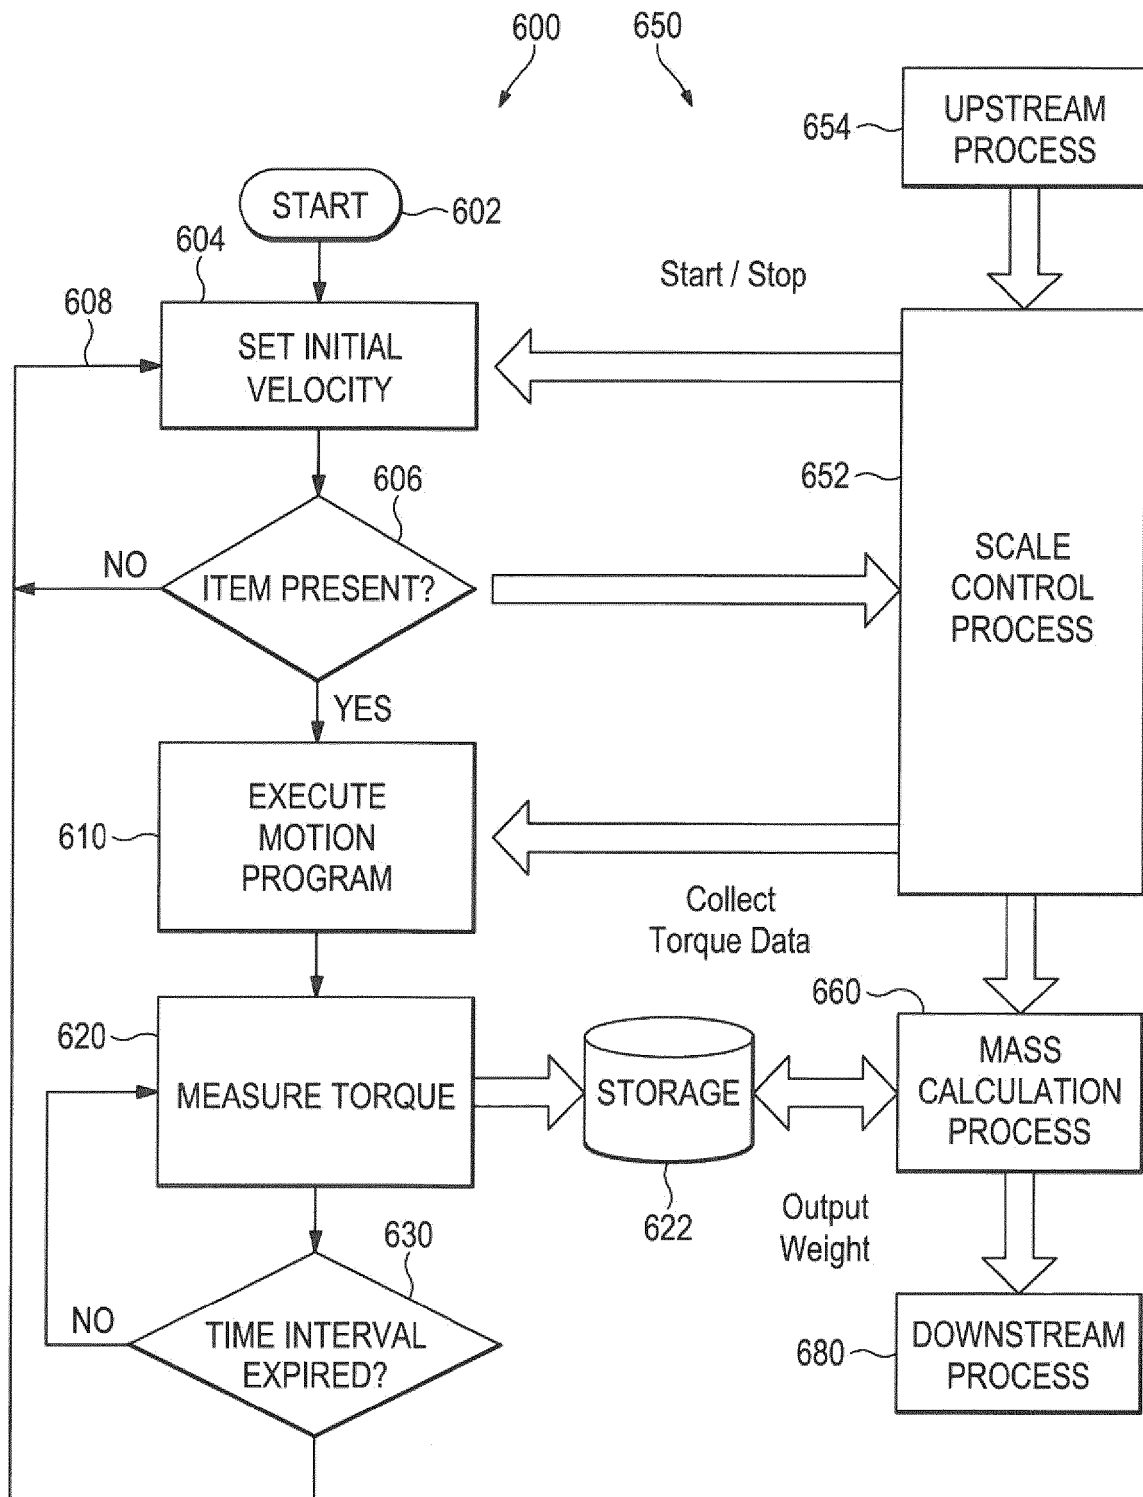 600
650
654
UPSTREAM
PROCESS
START
602
604
Start / Stop
608
SET INITIAL
VELOCITY
652
606
NO
ITEM PRESENT?
SCALE
CONTROL
PROCESS
YES
610
EXECUTE
MOTION
PROGRAM
Collect
Torque Data
660
620
MEASURE TORQUE
STORAGE
MASS
CALCULATION
PROCESS
622
Output
Weight
630
NO
TIME INTERVAL
EXPIRED?
680
DOWNSTREAM
PROCESS